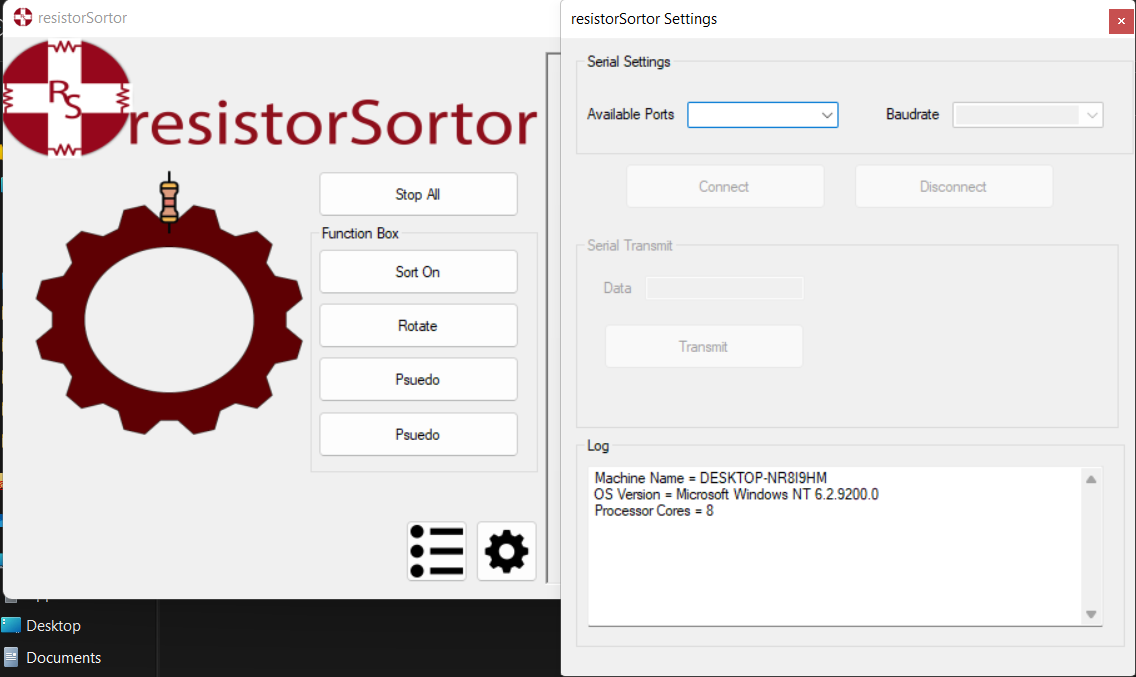 resistorSortor
RS
resistorSortor
Stop All
Function Box
Sort On
Rotate
Psuedo
Psuedo
Desktop
Documents
resistorSortor Settings
Serial Settings
Available Ports
Baudrate
Connect
Disconnect
Serial Transmit
Data
Transmit
Log
Machine Name = DESKTOP-NR8I9HM
OS Version = Microsoft Windows NT 6.2.9200.0
Processor Cores = 8